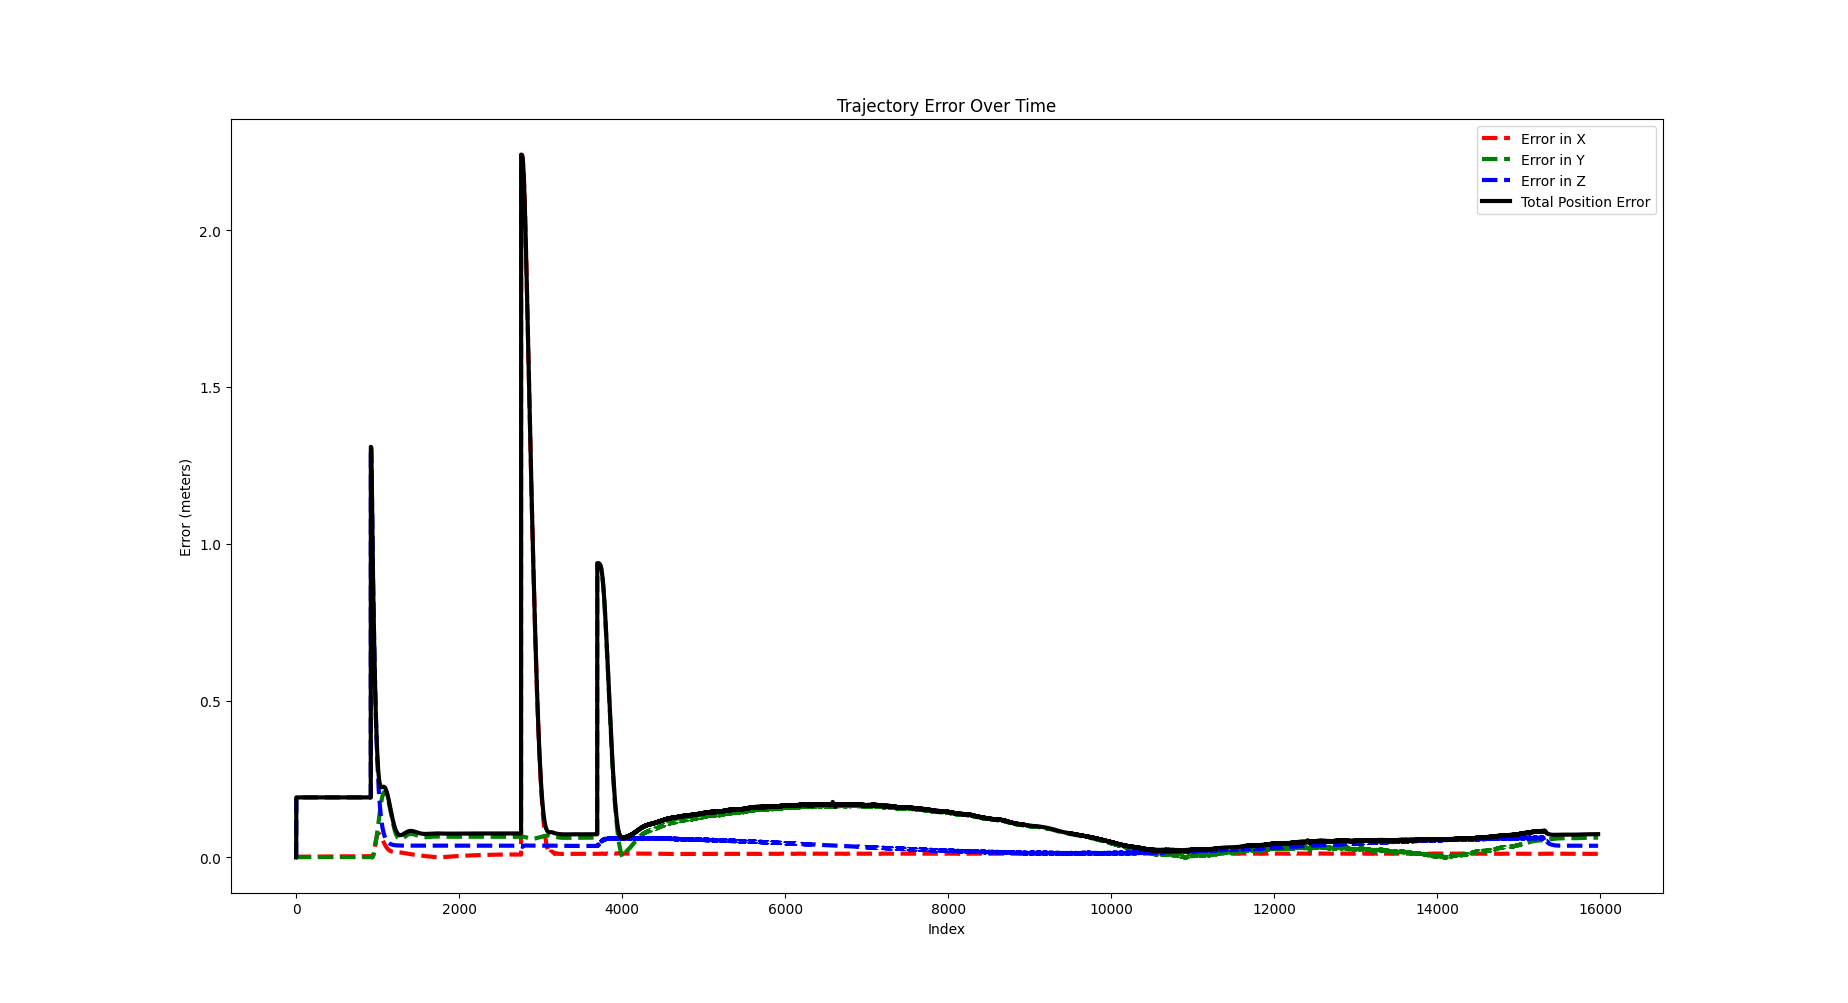 Trajectory Error Over Time
Error in X
Error in Y
Error in Z
Total Position Error
2.0
1.5
1.0
0.5
0.0
Error (meters)
0 2000 4000 6000 8000 10000 12000 14000 16000
Index